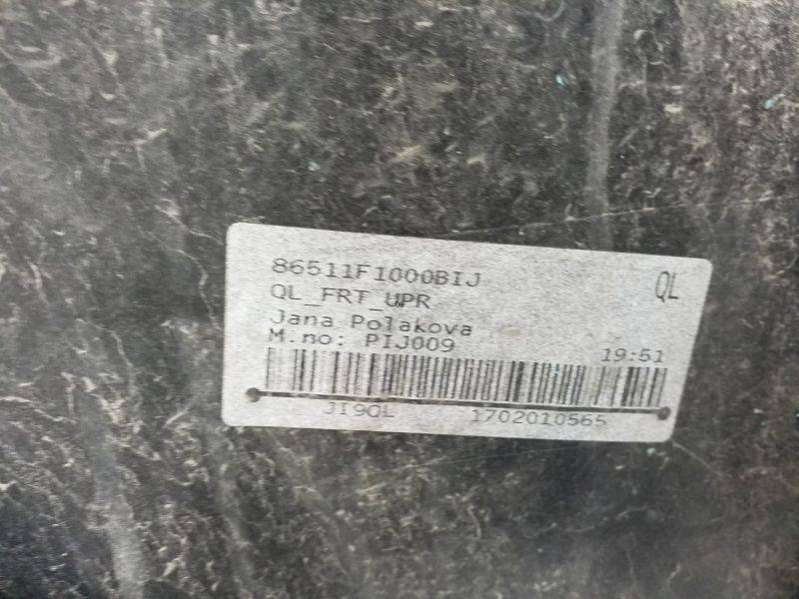 86511F1000BIJ QL
QL_FRT_UPR
Jana Polakova
M.no: PIJ009 19:51
JI9QL 1702010565